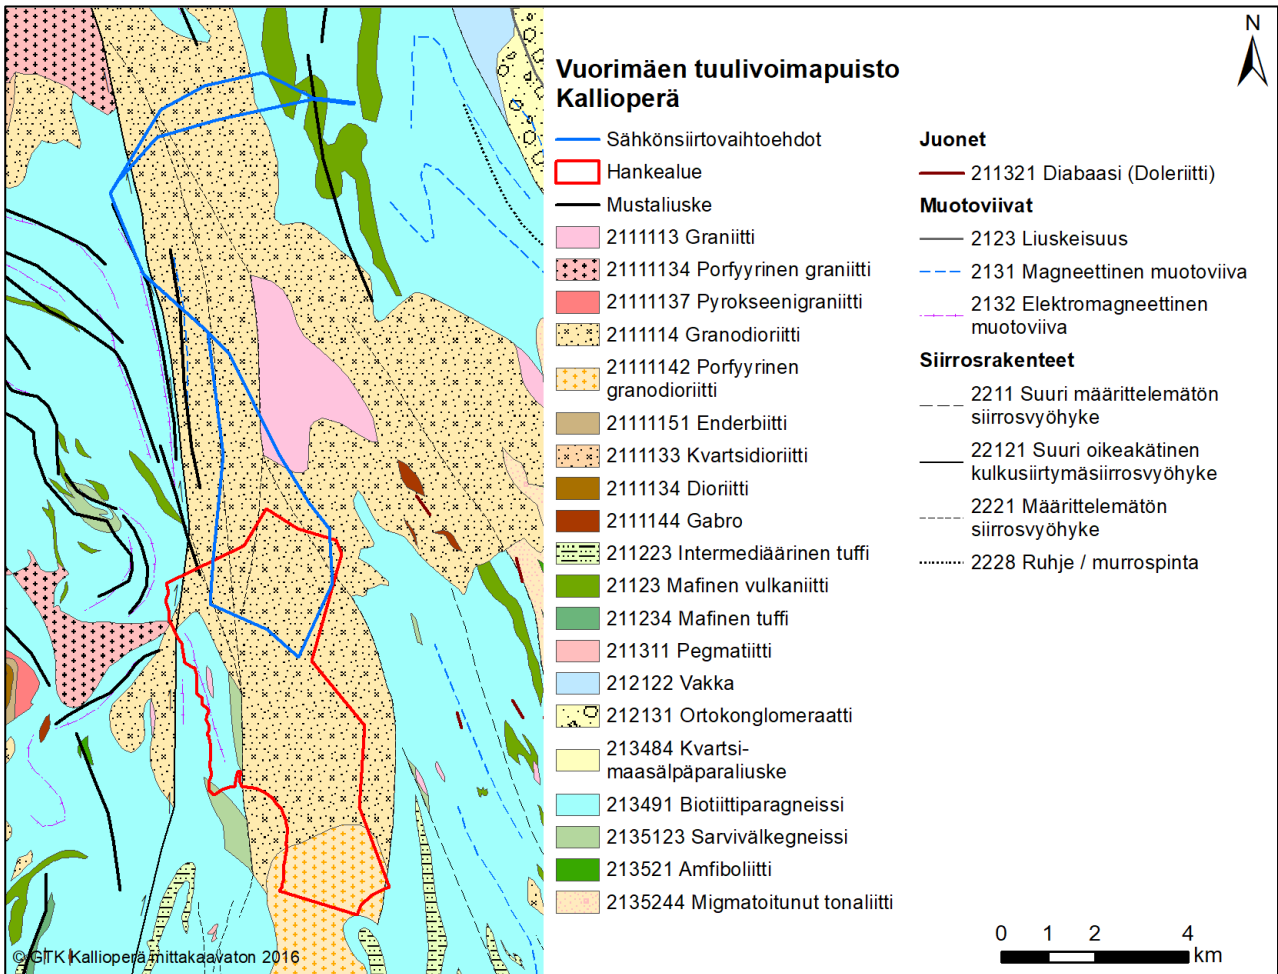 Vuorimäen tuulivoimapuisto
Kallioperä
Sähkönsiirtovaihtoehdot
Hankealue
Mustaliuske
2111113 Graniitti
21111134 Porfyyrinen graniitti
21111137 Pyrokseenigraniitti
2111114 Granodioriitti
21111142 Porfyyrinen
granodioriitti
21111151 Enderbiitti
2111133 Kvartsidioriitti
2111134 Dioriitti
2111144 Gabro
211223 Intermediäärinen tuffi
21123 Mafinen vulkaniitti
211234 Mafinen tuffi
211311 Pegmatiitti
212122 Vakka
212131 Ortokonglomeraatti
213484 Kvartsi-
maasälpäparaliuske
213491 Biotiittiparagneissi
2135123 Sarvivälkegneissi
213521 Amfiboliitti
2135244 Migmatoitunut tonaliitti
Juonet
211321 Diabaasi (Doleriitti)
Muotoviivat
2123 Liuskeisuus
2131 Magneettinen muotoviiva
2132 Elektromagneettinen
muotoviiva
Siirrosrakenteet
2211 Suuri määrittelemätön
siirrosvyöhyke
22121 Suuri oikeakätinen
kulkusiirtymäsiirrosvyöhyke
2221 Määrittelemätön
siirrosvyöhyke
2228 Ruhje / murrospinta
N
0 1 2 4
km
© GTK Kallioperä mittakaavaton 2016